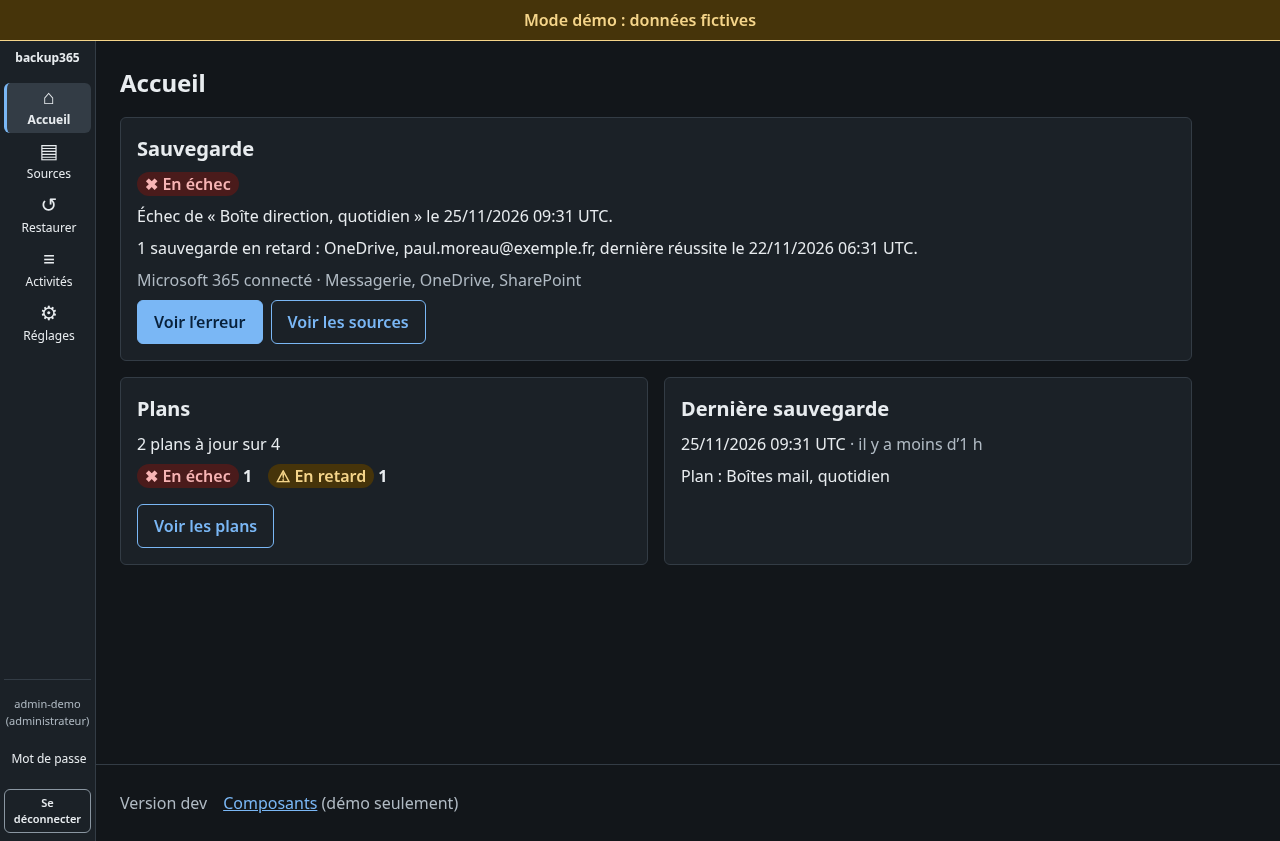 Mode démo : données fictives
backup365
Accueil
Sources
Restaurer
Activités
Réglages
admin-demo
(administrateur)
Mot de passe
Se
déconnecter
Accueil
Sauvegarde
✖ En échec
Échec de « Boîte direction, quotidien » le 25/11/2026 09:31 UTC.
1 sauvegarde en retard : OneDrive, paul.moreau@exemple.fr, dernière réussite le 22/11/2026 06:31 UTC.
Microsoft 365 connecté · Messagerie, OneDrive, SharePoint
Voir l’erreur Voir les sources
Plans
2 plans à jour sur 4
✖ En échec 1 ⚠ En retard 1
Voir les plans
Dernière sauvegarde
25/11/2026 09:31 UTC · il y a moins d’1 h
Plan : Boîtes mail, quotidien
Version dev Composants (démo seulement)